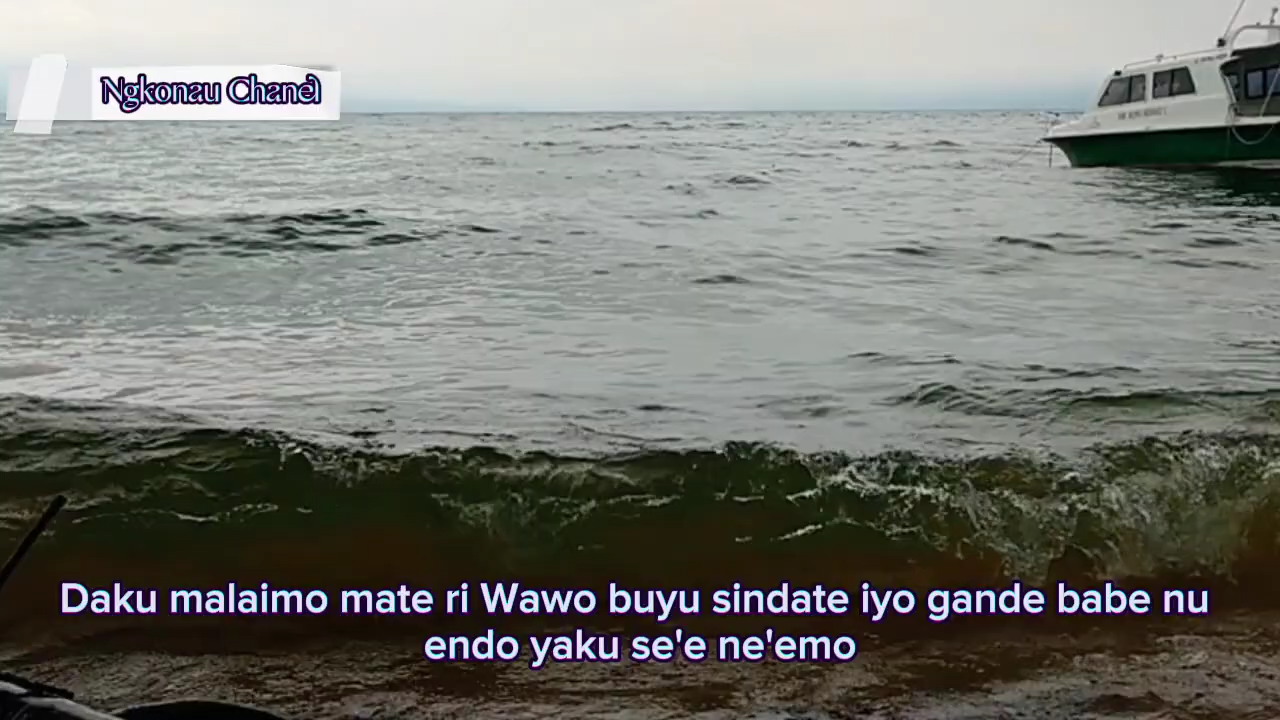 Ngkonau Chanel
Daku malaimo mate ri Wawo buyu sindate iyo gande babe nu
endo yaku se'e ne'emo